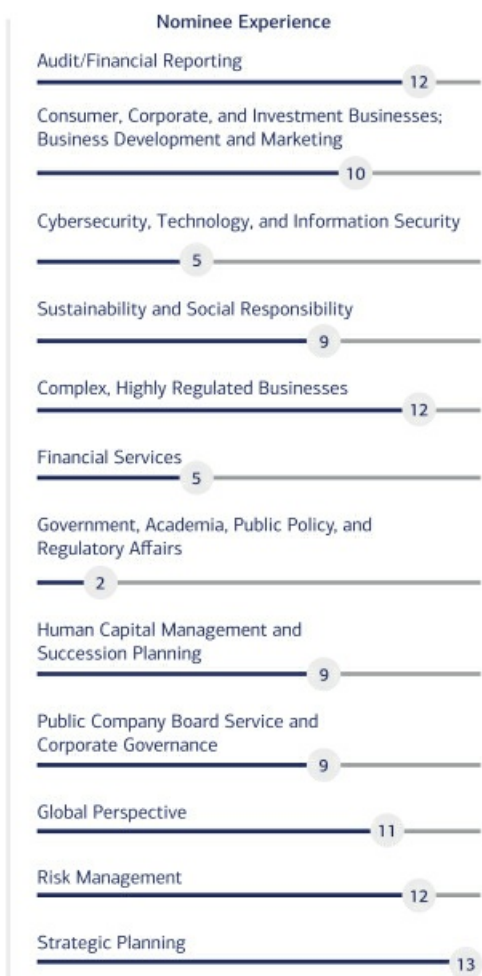 Nominee Experience
Audit/Financial Reporting
12
Consumer, Corporate, and Investment Businesses;
Business Development and Marketing
10
Cybersecurity, Technology, and Information Security
5
Sustainability and Social Responsibility
9
Complex, Highly Regulated Businesses
12
Financial Services
5
Government, Academia, Public Policy, and
Regulatory Affairs
2
Human Capital Management and
Succession Planning
9
Public Company Board Service and
Corporate Governance
9
Global Perspective
11
Risk Management
12
Strategic Planning
13